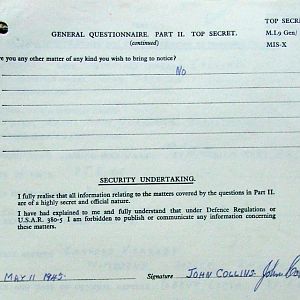 TOP SECRE
GENERAL QUESTIONNAIRE. PART II. TOP SECRET.
M.I.9 Gen/
(continued)
MIS-X
ve you any other matter of any kind you wish to bring to notice?
No
SECURITY UNDERTAKING.
I fully realise that all information relating to the matters covered by the questions in Part II.
are of a highly secret and official nature.
I have had explained to me and fully understand that under Defence Regulations or
U.S.A.R. 380-5 I am forbidden to publish or communicate any information concerning
these matters.
MAY 11 1945. Signature JOHN COLLINS. John